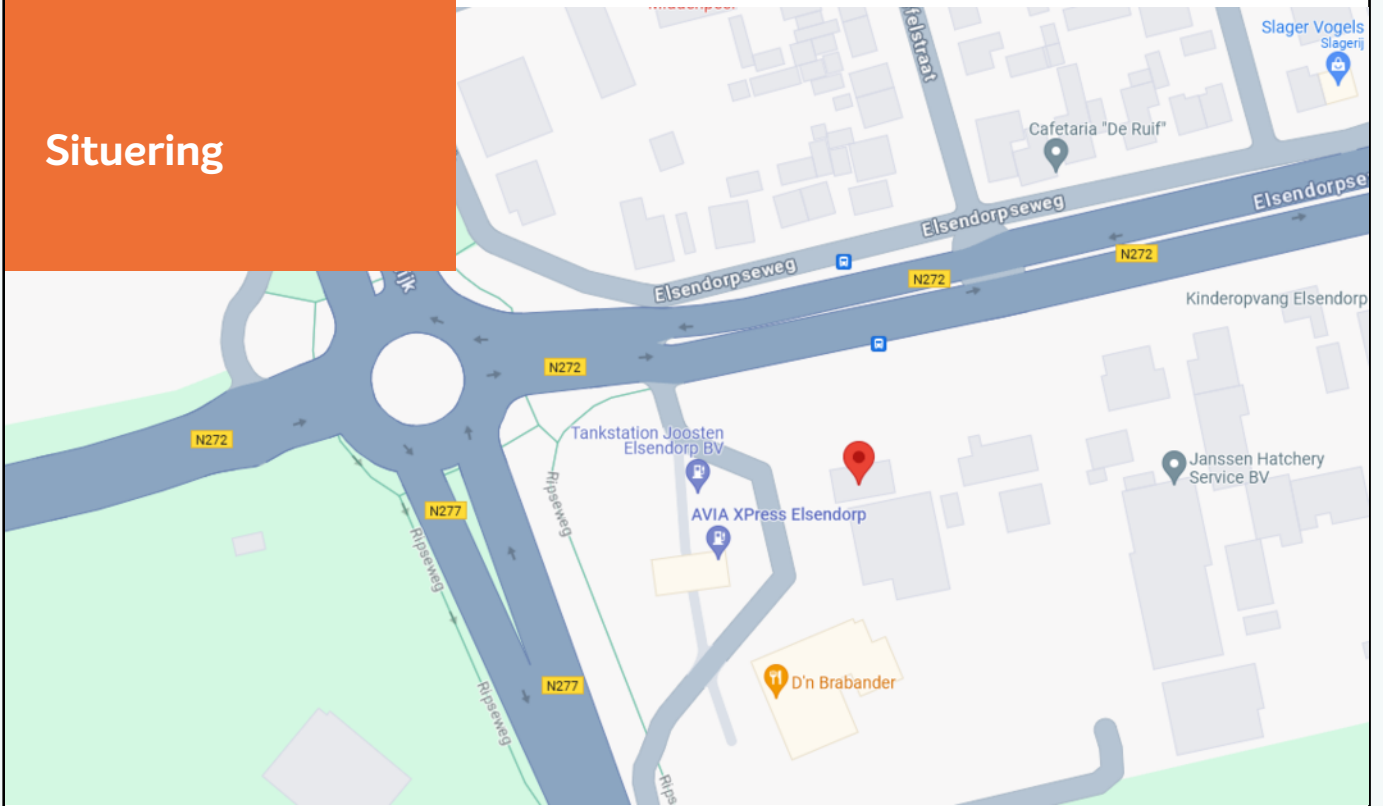 Situering
Slager Vogels
Slagerij
Cafetaria "De Ruif"
Elsendorpseweg
Elsendorpse
Elsendorpseweg
N272
N272
Kinderopvang Elsendorp
N272
N272
Tankstation Joosten
Elsendorp BV
Janssen Hatchery
Service BV
Ripseweg
N277
AVIA XPress Elsendorp
Ripseweg
N277
D'n Brabander
Ripseweg
Rips